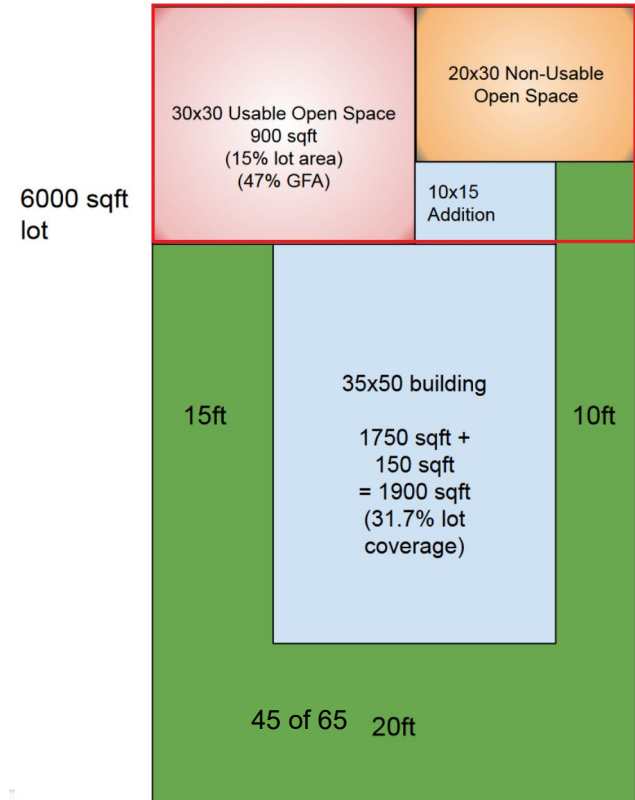 30x30 Usable Open Space
900 sqft
(15% lot area)
(47% GFA)
20x30 Non-Usable
Open Space
6000 sqft
lot
10x15
Addition
35x50 building
1750 sqft +
150 sqft
= 1900 sqft
(31.7% lot
coverage)
15ft
10ft
45 of 65
20ft